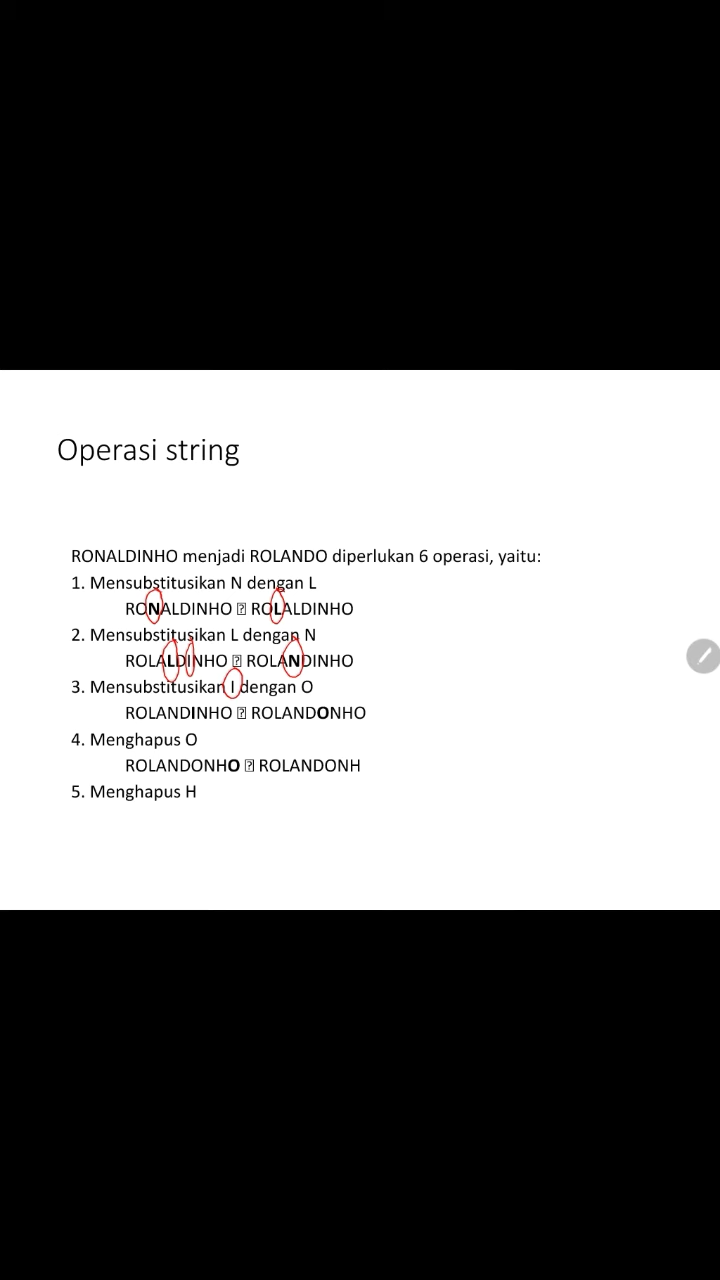 Operasi string
RONALDINHO menjadi ROLANDO diperlukan 6 operasi, yaitu:
1. Mensubstitusikan N dengan L
RONALDINHO ⍰ ROLALDINHO
2. Mensubstitusikan L dengan N
ROLALDINHO ⍰ ROLANDINHO
3. Mensubstitusikan I dengan O
ROLANDINHO ⍰ ROLANDONHO
4. Menghapus O
ROLANDONHO ⍰ ROLANDONH
5. Menghapus H